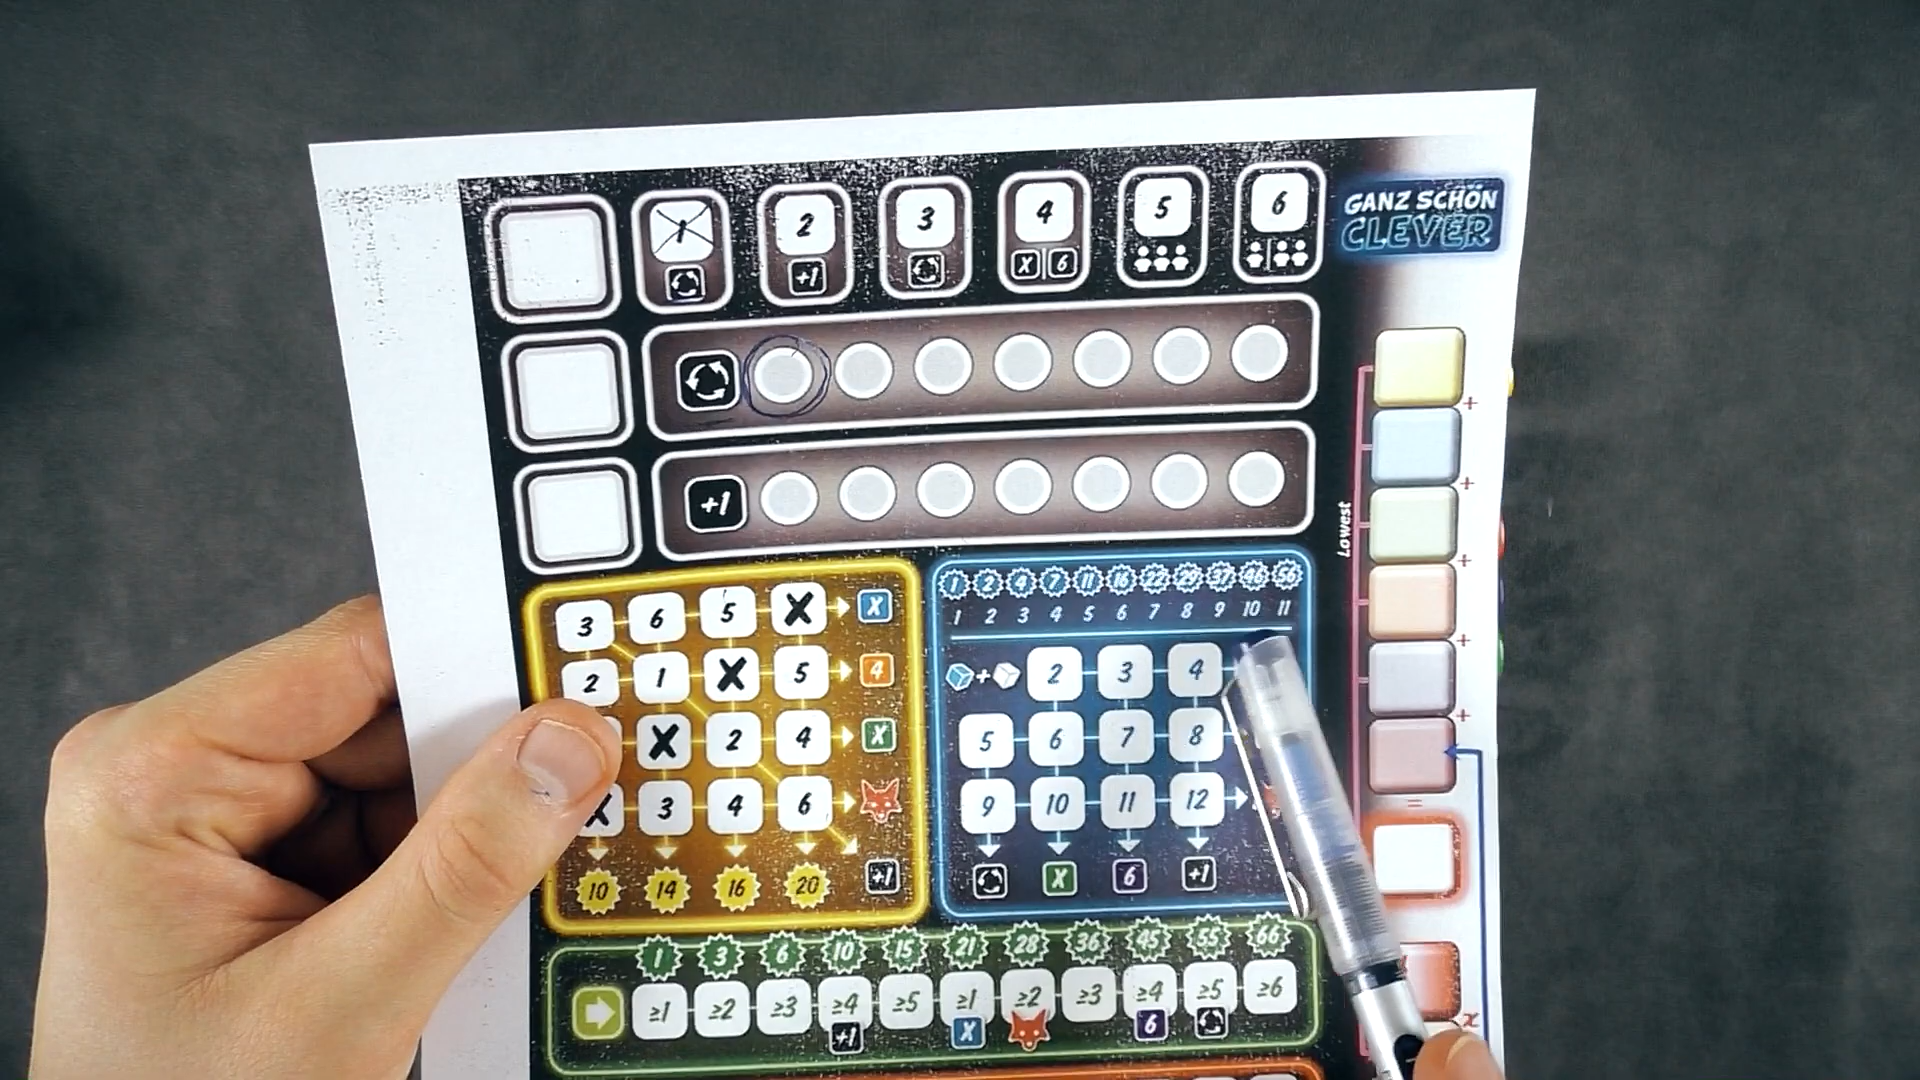 1 2 3 4 5 6
+1 X 6
GANZ SCHÖN
CLEVER
+1
Lowest
3 6 5 X X
2 1 X 5 4
X 2 4 X
X 3 4 6
10 14 16 20 +1
1 2 4 7 11 16 22 29 37 46 56
1 2 3 4 5 6 7 8 9 10 11
+ 2 3 4
5 6 7 8
9 10 11 12
X 6 +1
1 3 6 10 15 21 28 36 45 55 66
≥1 ≥2 ≥3 ≥4 ≥5 ≥1 ≥2 ≥3 ≥4 ≥5 ≥6
+1 X 6
+
+
+
+
+
=
x